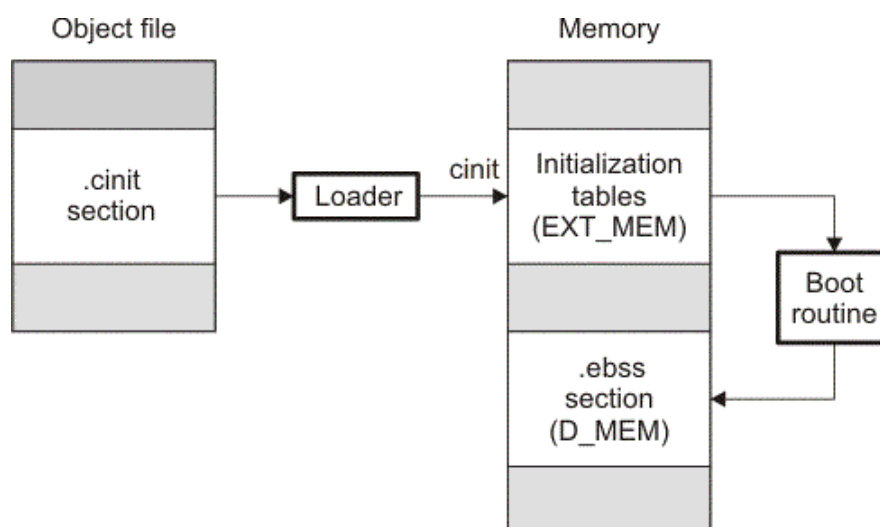 Object file
Memory
.cinit
section
Loader
cinit
Initialization
tables
(EXT_MEM)
Boot
routine
.ebss
section
(D_MEM)